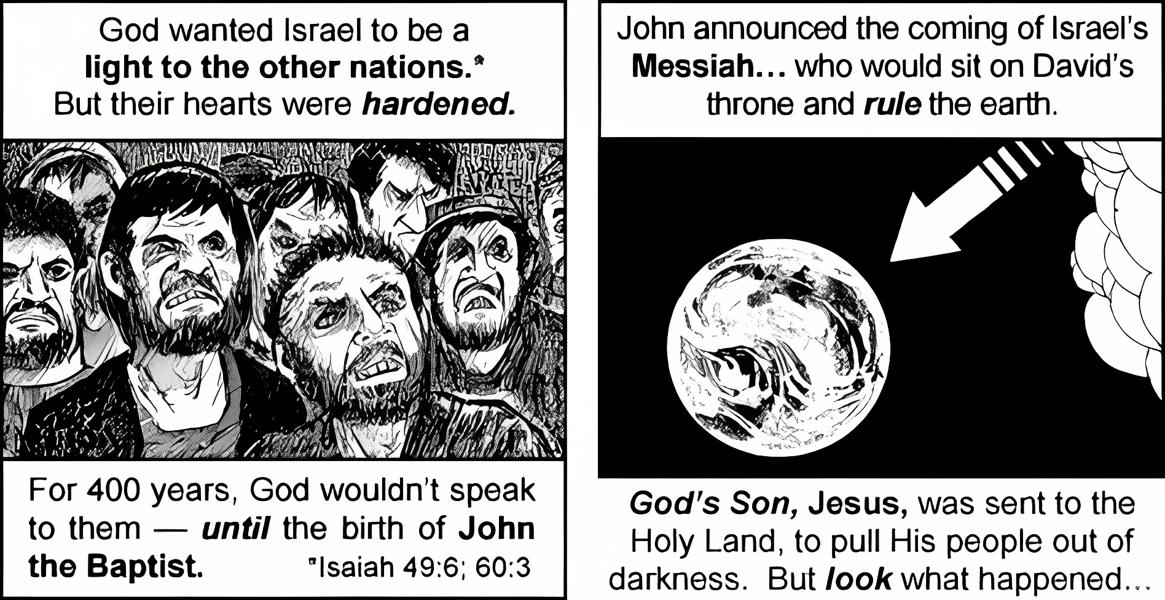 God wanted Israel to be a
light to the other nations.*
But their hearts were hardened.
For 400 years, God wouldn't speak
to them — until the birth of John
the Baptist. *Isaiah 49:6; 60:3
John announced the coming of Israel's
Messiah... who would sit on David's
throne and rule the earth.
God's Son, Jesus, was sent to the
Holy Land, to pull His people out of
darkness. But look what happened...